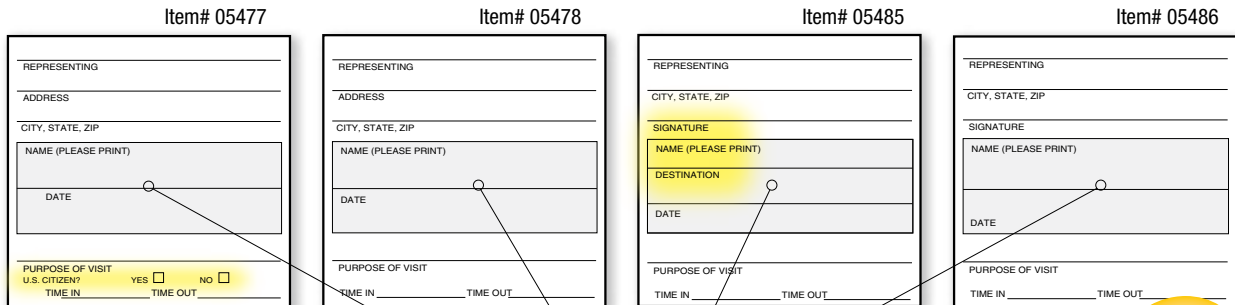 Item# 05477
REPRESENTING
ADDRESS
CITY, STATE, ZIP
NAME (PLEASE PRINT)
DATE
PURPOSE OF VISIT
U.S. CITIZEN? YES NO
TIME IN TIME OUT
Item# 05478
REPRESENTING
ADDRESS
CITY, STATE, ZIP
NAME (PLEASE PRINT)
DATE
PURPOSE OF VISIT
TIME IN TIME OUT
Item# 05485
REPRESENTING
CITY, STATE, ZIP
SIGNATURE
NAME (PLEASE PRINT)
DESTINATION
DATE
PURPOSE OF VISIT
TIME IN TIME OUT
Item# 05486
REPRESENTING
CITY, STATE, ZIP
SIGNATURE
NAME (PLEASE PRINT)
DATE
PURPOSE OF VISIT
TIME IN TIME OUT